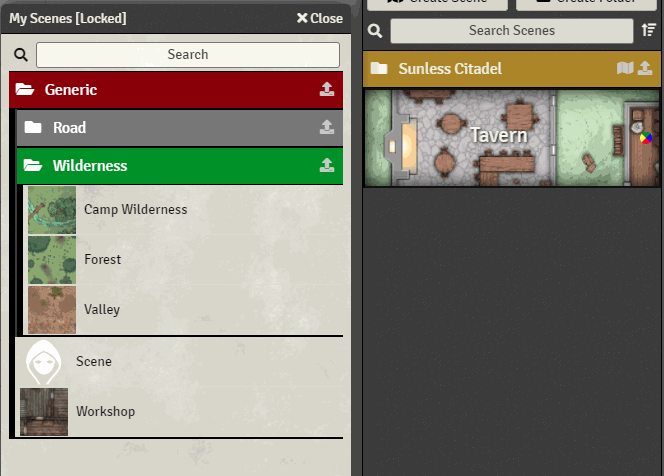 My Scenes [Locked]
Close
Search
Generic
Road
Wilderness
Camp Wilderness
Forest
Valley
Scene
Workshop
Create Scene
Create Folder
Search Scenes
Sunless Citadel
Tavern